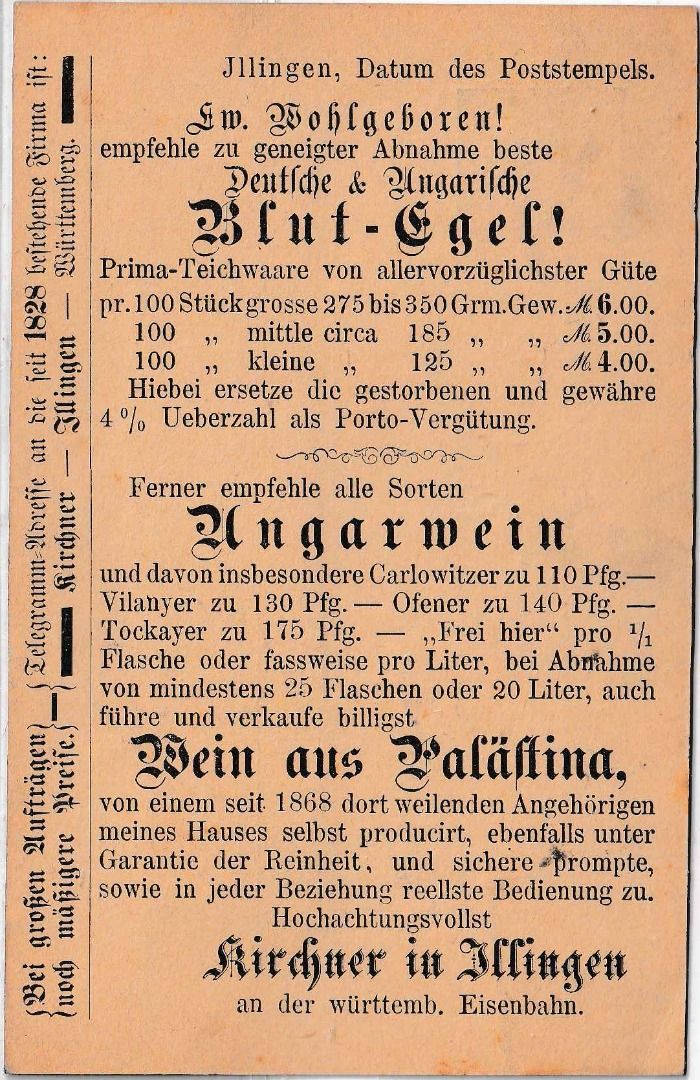 Jllingen, Datum des Poststempels.
Ew. Wohlgeboren!
empfehle zu geneigter Abnahme beste
Deutsche & Ungarische
Blut-Egel!
Prima-Teichwaare von allervorzüglichster Güte
pr. 100 Stück grosse 275 bis 350 Grm. Gew. M. 6.00.
100 „ mittle circa 185 „ „ M. 5.00.
100 „ kleine „ 125 „ „ M. 4.00.
Hiebei ersetze die gestorbenen und gewähre
4 % Ueberzahl als Porto-Vergütung.
Ferner empfehle alle Sorten
Ungarwein
und davon insbesondere Carlowitzer zu 110 Pfg. —
Vilanyer zu 130 Pfg. — Ofener zu 140 Pfg. —
Tockayer zu 175 Pfg. — „Frei hier“ pro 1/1
Flasche oder fassweise pro Liter, bei Abnahme
von mindestens 25 Flaschen oder 20 Liter, auch
führe und verkaufe billigst
Wein aus Palästina,
von einem seit 1868 dort weilenden Angehörigen
meines Hauses selbst producirt, ebenfalls unter
Garantie der Reinheit, und sichere prompte,
sowie in jeder Beziehung reellste Bedienung zu.
Hochachtungsvollst
Kirchner in Illingen
an der württemb. Eisenbahn.
{Bei großen Aufträgen} — {Telegramm-Adresse an die seit 1828 bestehende Firma ist:
{noch mäßigere Preise.} Kirchner — Illingen — Württemberg.